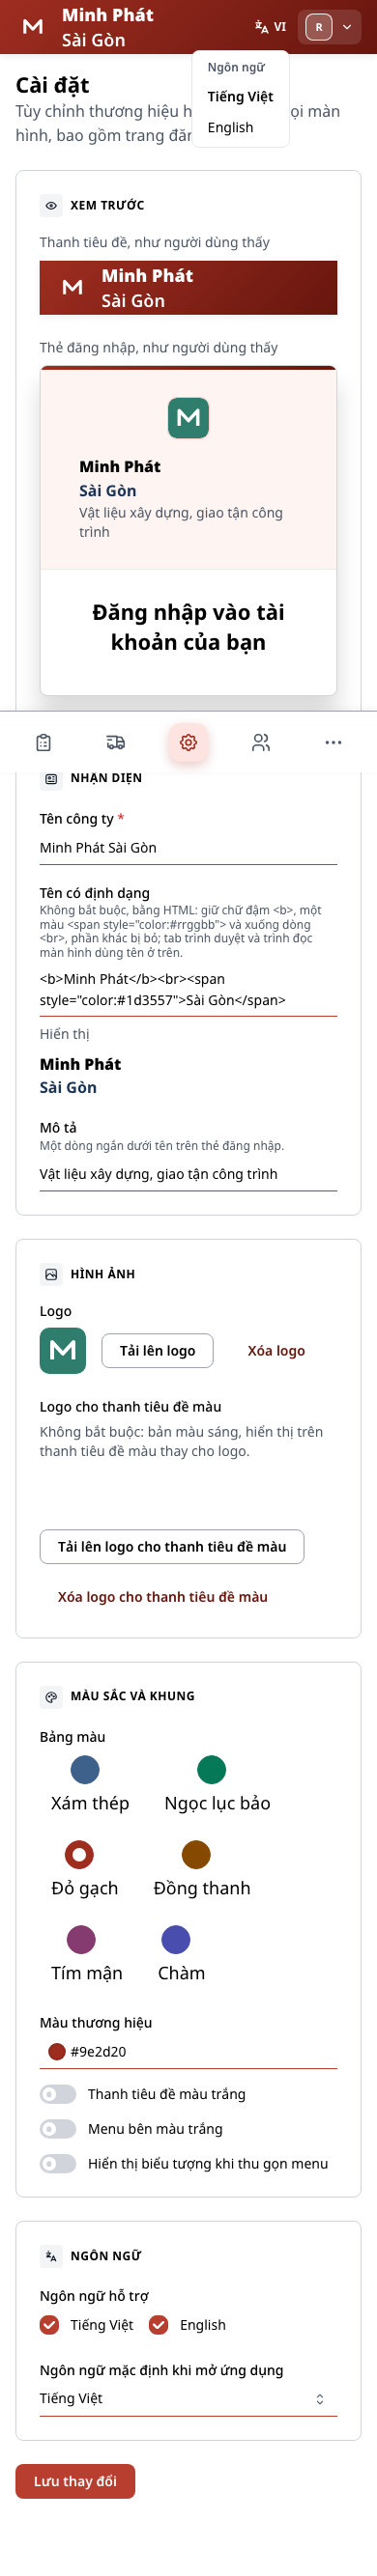 Minh Phát
Sài Gòn
VI
R
Ngôn ngữ
Tiếng Việt
English
Cài đặt
Tùy chỉnh thương hiệu mọi màn
hình, bao gồm trang
XEM TRƯỚC
Thanh tiêu đề, như người dùng thấy
Minh Phát
Sài Gòn
Thẻ đăng nhập, như người dùng thấy
Minh Phát
Sài Gòn
Vật liệu xây dựng, giao tận công
trình
Đăng nhập vào tài
khoản của bạn
NHẬN DIỆN
Tên công ty *
Minh Phát Sài Gòn
Tên có định dạng
Không bắt buộc, bằng HTML: giữ chữ đậm <b>, một
màu <span style="color:#rrggbb"> và xuống dòng
<br>, phần khác bị bỏ; tab trình duyệt và trình đọc
màn hình dùng tên ở trên.
<b>Minh Phát</b><br><span
style="color:#1d3557">Sài Gòn</span>
Hiển thị
Minh Phát
Sài Gòn
Mô tả
Một dòng ngắn dưới tên trên thẻ đăng nhập.
Vật liệu xây dựng, giao tận công trình
HÌNH ẢNH
Logo
Tải lên logo
Xóa logo
Logo cho thanh tiêu đề màu
Không bắt buộc: bản màu sáng, hiển thị trên
thanh tiêu đề màu thay cho logo.
Tải lên logo cho thanh tiêu đề màu
Xóa logo cho thanh tiêu đề màu
MÀU SẮC VÀ KHUNG
Bảng màu
Xám thép
Ngọc lục bảo
Đỏ gạch
Đồng thanh
Tím mận
Chàm
Màu thương hiệu
#9e2d20
Thanh tiêu đề màu trắng
Menu bên màu trắng
Hiển thị biểu tượng khi thu gọn menu
NGÔN NGỮ
Ngôn ngữ hỗ trợ
Tiếng Việt
English
Ngôn ngữ mặc định khi mở ứng dụng
Tiếng Việt
Lưu thay đổi